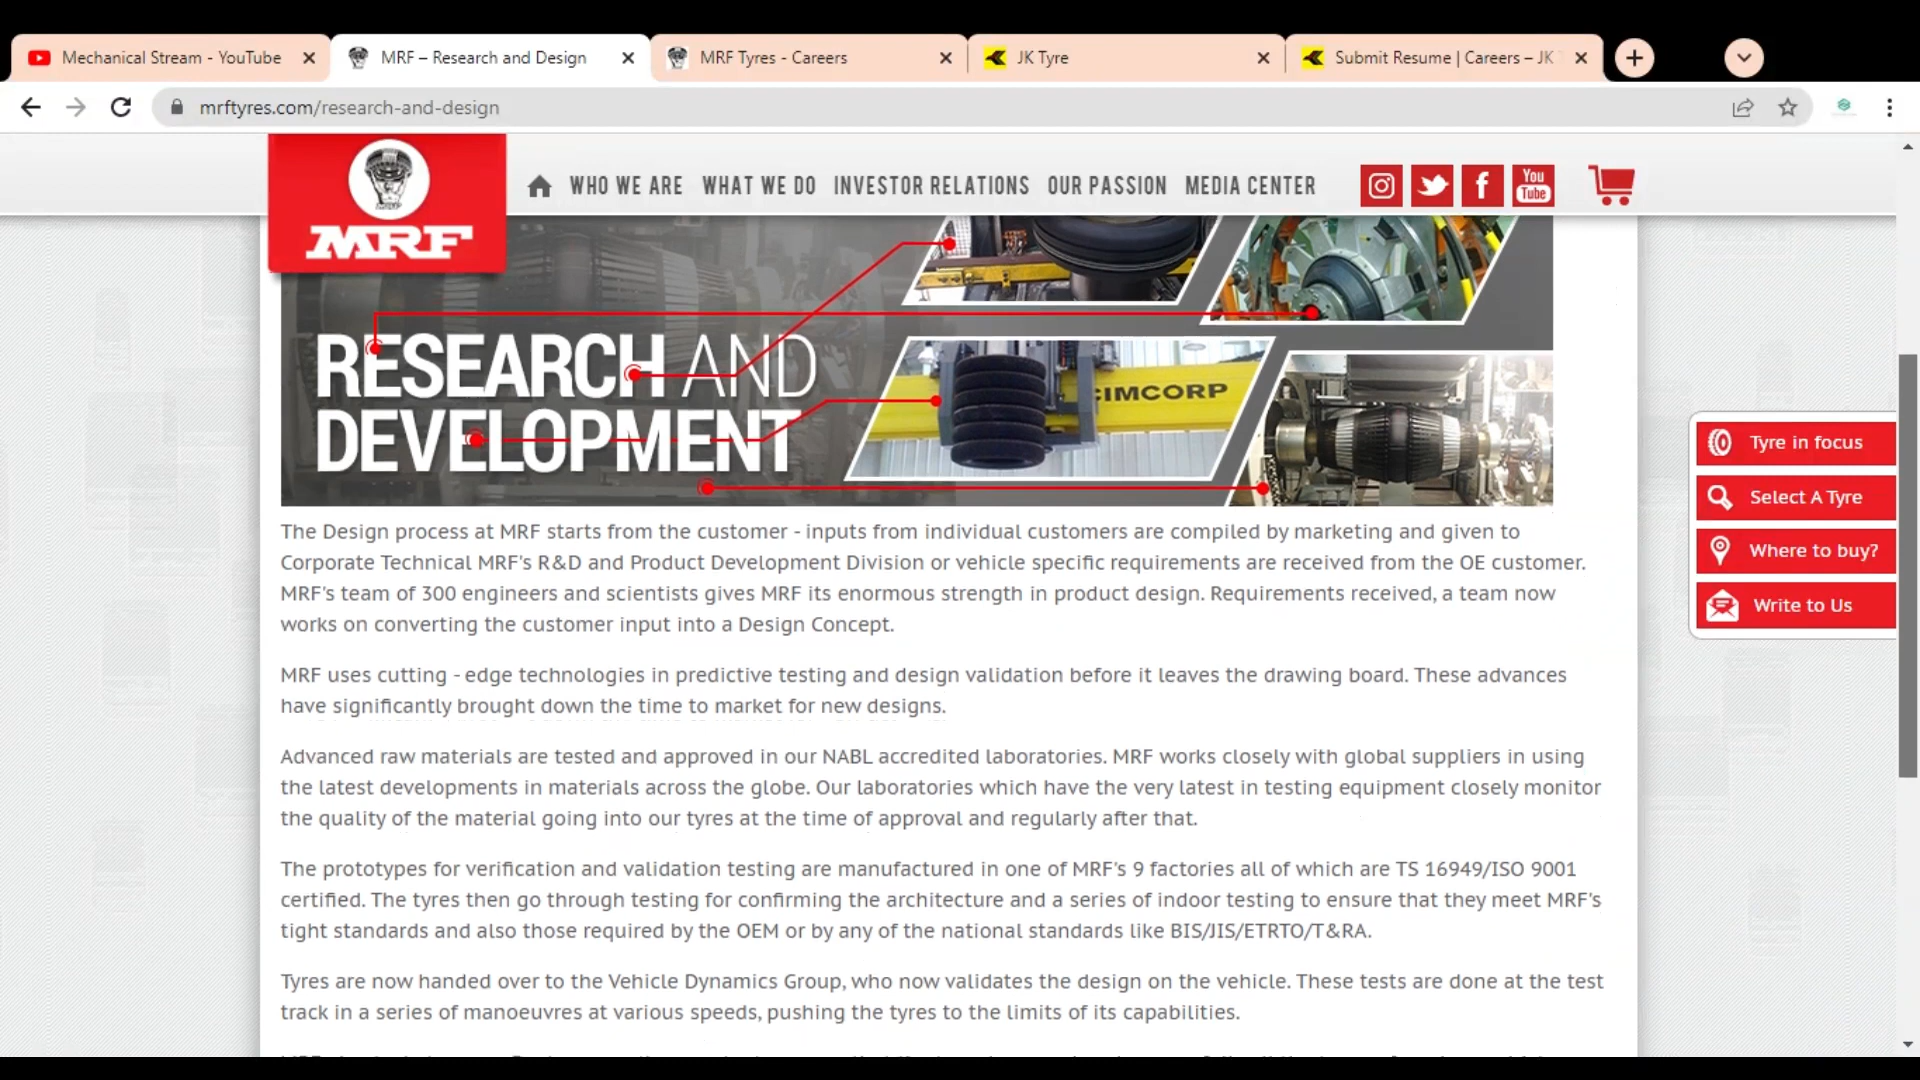 Mechanical Stream - YouTube
MRF – Research and Design
MRF Tyres - Careers
JK Tyre
Submit Resume | Careers – JK
mrftyres.com/research-and-design
MRF
WHO WE ARE
WHAT WE DO
INVESTOR RELATIONS
OUR PASSION
MEDIA CENTER
You
Tube
RESEARCH AND
DEVELOPMENT
CIMCORP
Tyre in focus
Select A Tyre
Where to buy?
Write to Us
The Design process at MRF starts from the customer - inputs from individual customers are compiled by marketing and given to
Corporate Technical MRF's R&D and Product Development Division or vehicle specific requirements are received from the OE customer.
MRF's team of 300 engineers and scientists gives MRF its enormous strength in product design. Requirements received, a team now
works on converting the customer input into a Design Concept.
MRF uses cutting - edge technologies in predictive testing and design validation before it leaves the drawing board. These advances
have significantly brought down the time to market for new designs.
Advanced raw materials are tested and approved in our NABL accredited laboratories. MRF works closely with global suppliers in using
the latest developments in materials across the globe. Our laboratories which have the very latest in testing equipment closely monitor
the quality of the material going into our tyres at the time of approval and regularly after that.
The prototypes for verification and validation testing are manufactured in one of MRF's 9 factories all of which are TS 16949/ISO 9001
certified. The tyres then go through testing for confirming the architecture and a series of indoor testing to ensure that they meet MRF's
tight standards and also those required by the OEM or by any of the national standards like BIS/JIS/ETRTO/T&RA.
Tyres are now handed over to the Vehicle Dynamics Group, who now validates the design on the vehicle. These tests are done at the test
track in a series of manoeuvres at various speeds, pushing the tyres to the limits of its capabilities.